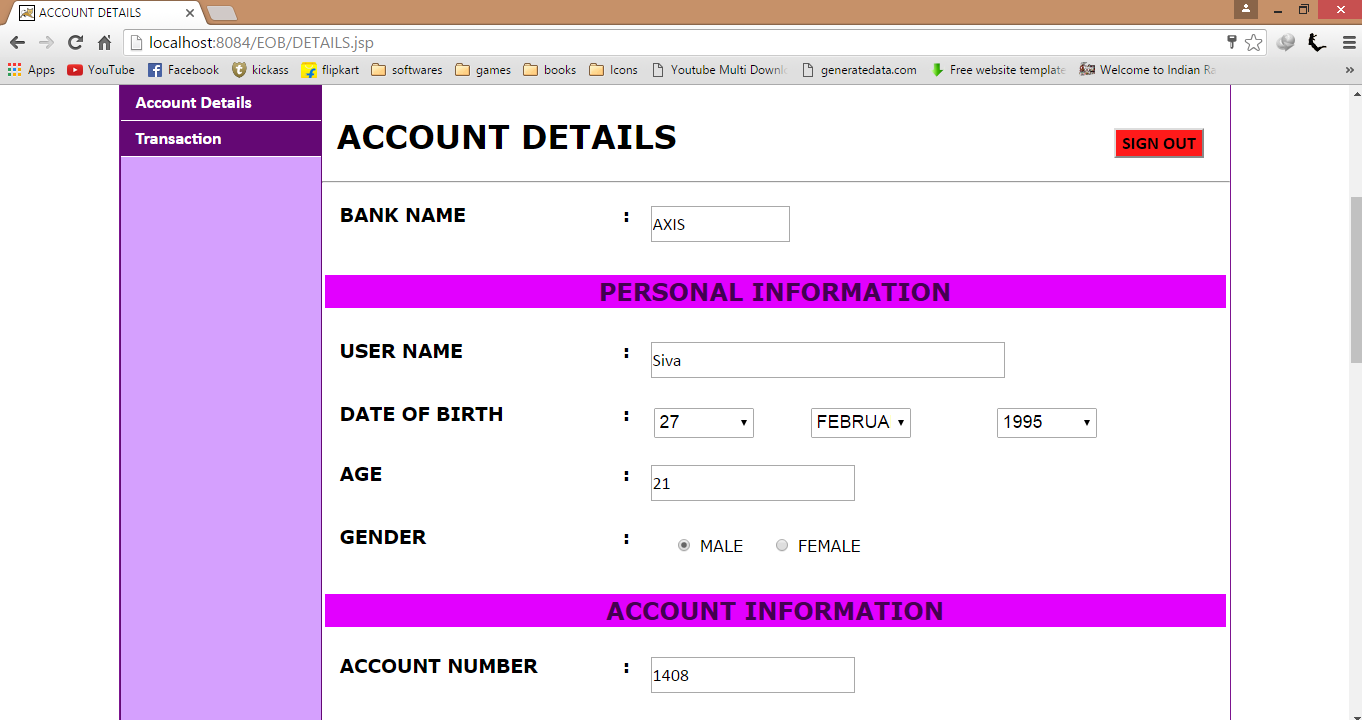 ACCOUNT DETAILS
localhost:8084/EOB/DETAILS.jsp
Apps YouTube Facebook kickass flipkart softwares games books Icons Youtube Multi Downl generatedata.com Free website template Welcome to Indian Ra »
Account Details
Transaction
ACCOUNT DETAILS
SIGN OUT
BANK NAME : AXIS
PERSONAL INFORMATION
USER NAME : Siva
DATE OF BIRTH : 27 FEBRUA 1995
AGE : 21
GENDER : MALE FEMALE
ACCOUNT INFORMATION
ACCOUNT NUMBER : 1408